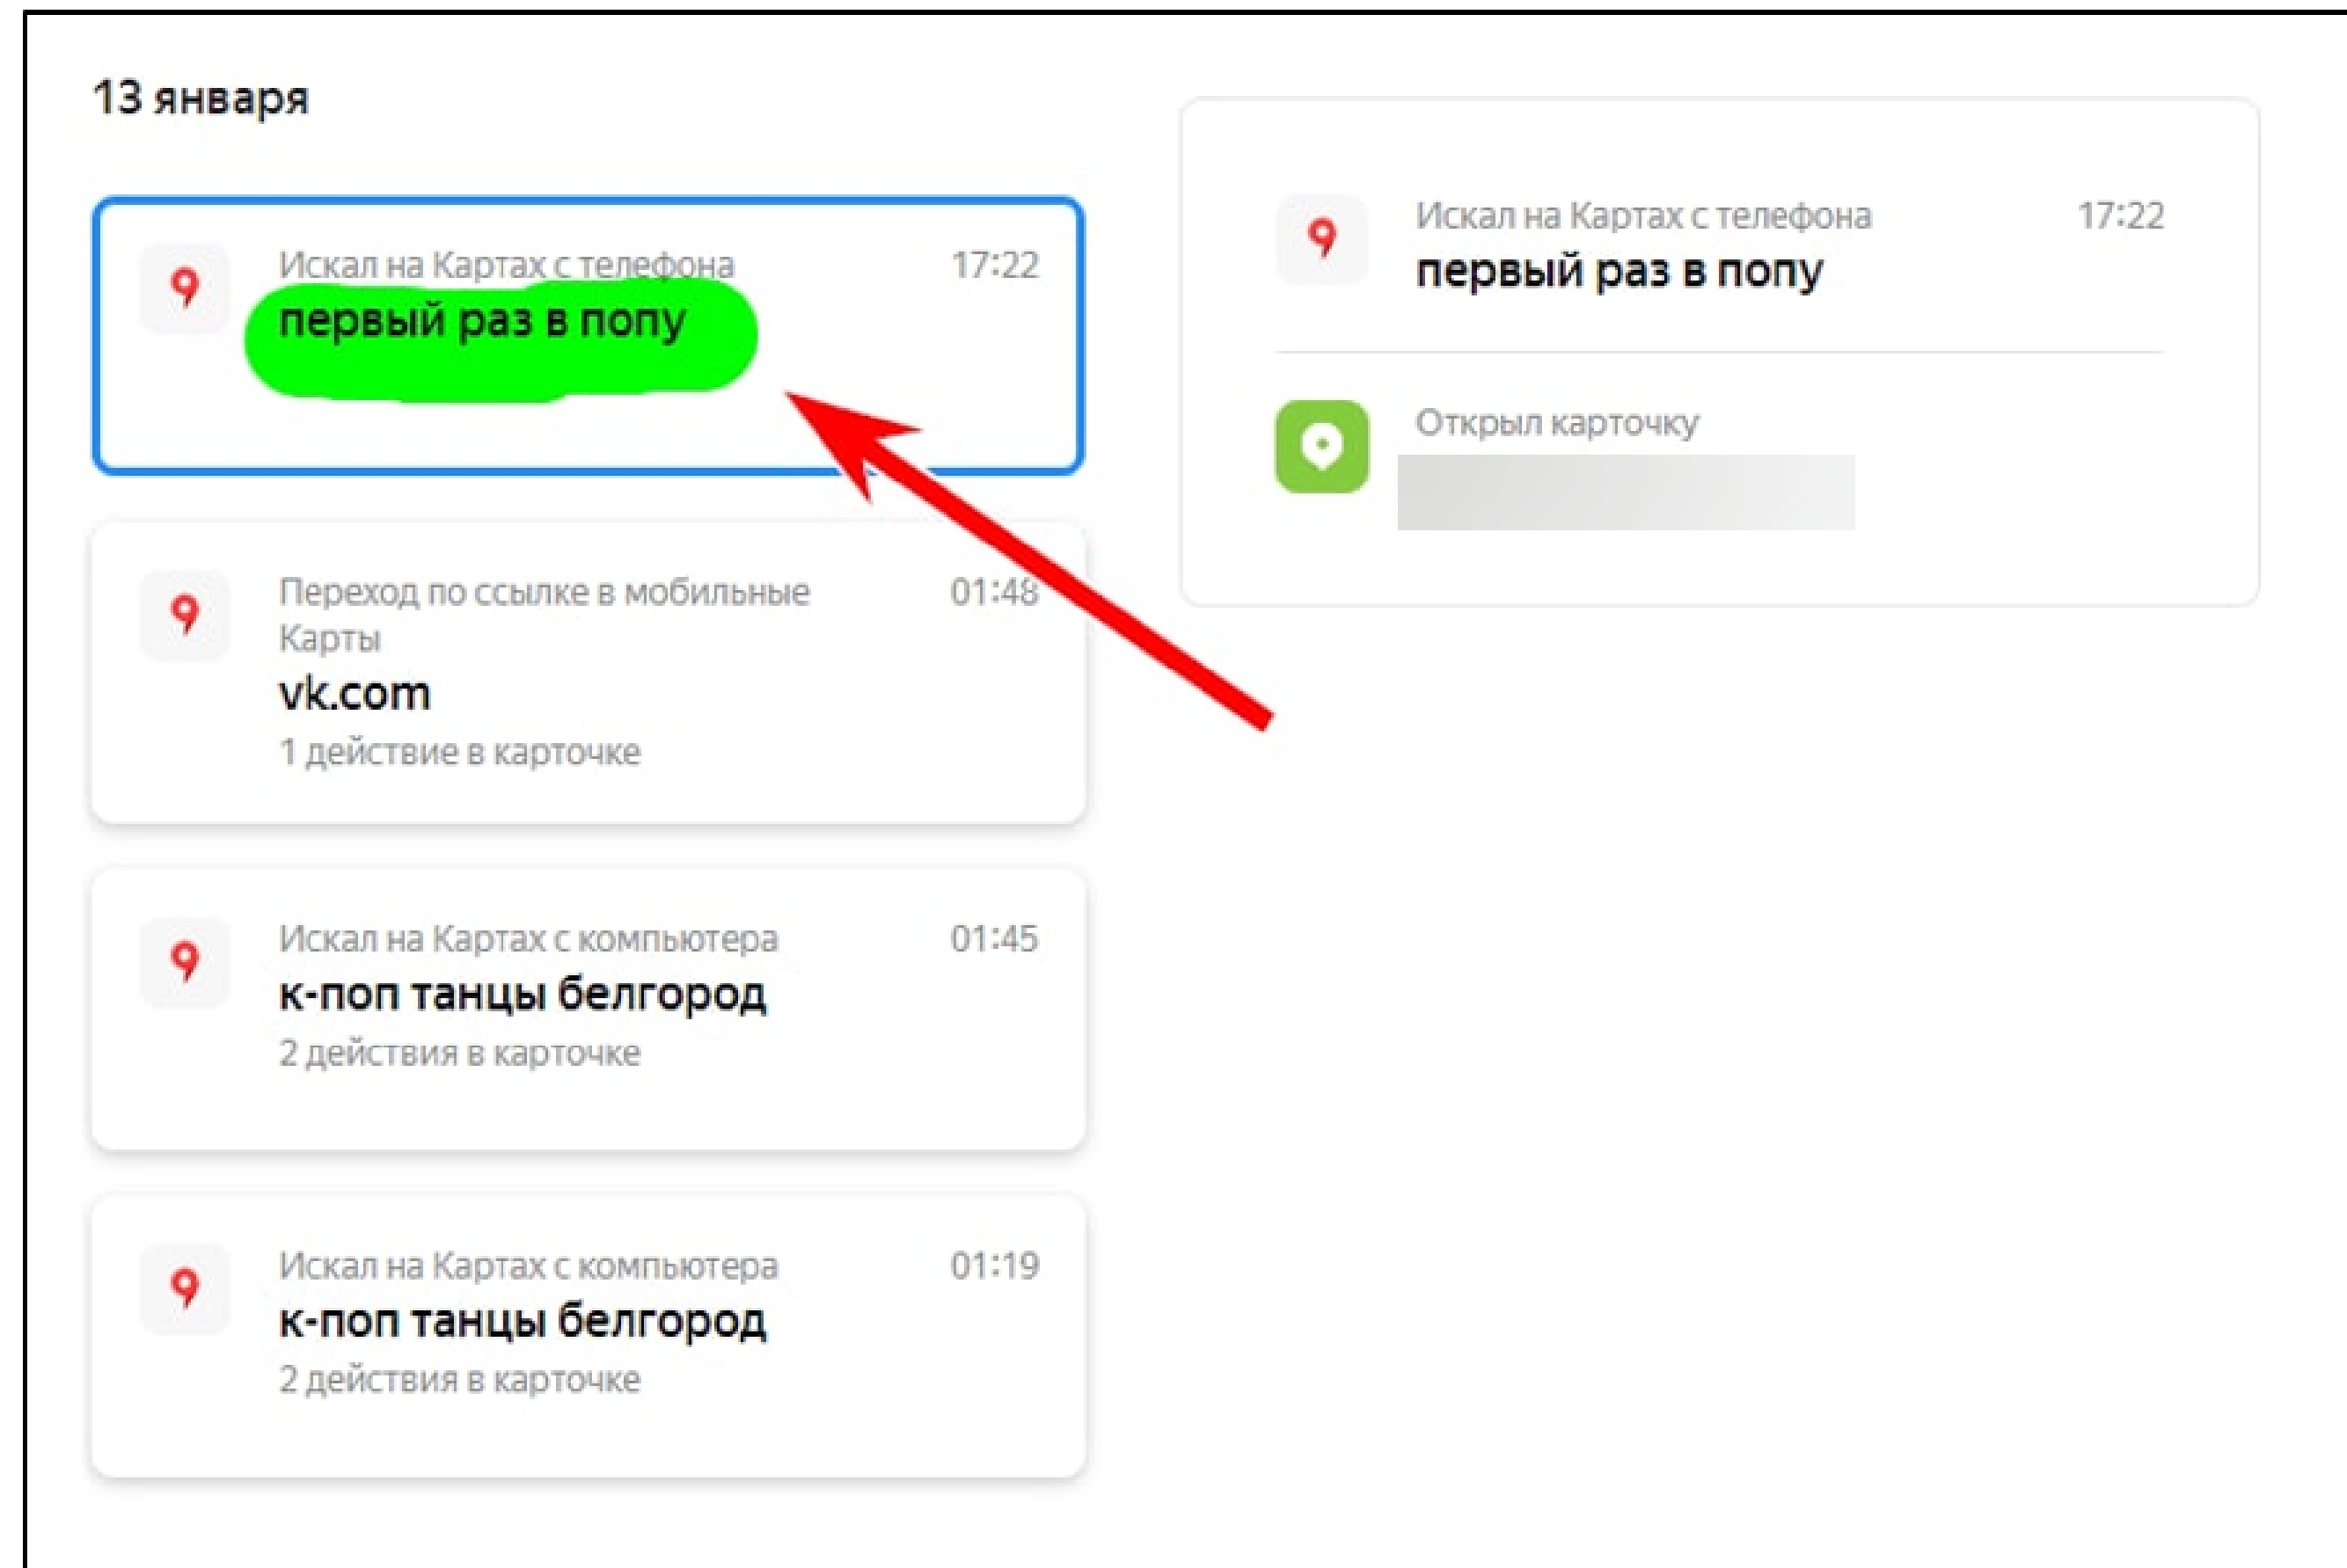 13 января
Искал на Картах с телефона 17:22
первый раз в попу
Переход по ссылке в мобильные 01:48
Карты
vk.com
1 действие в карточке
Искал на Картах с компьютера 01:45
к-поп танцы белгород
2 действия в карточке
Искал на Картах с компьютера 01:19
к-поп танцы белгород
2 действия в карточке
Искал на Картах с телефона 17:22
первый раз в попу
Открыл карточку